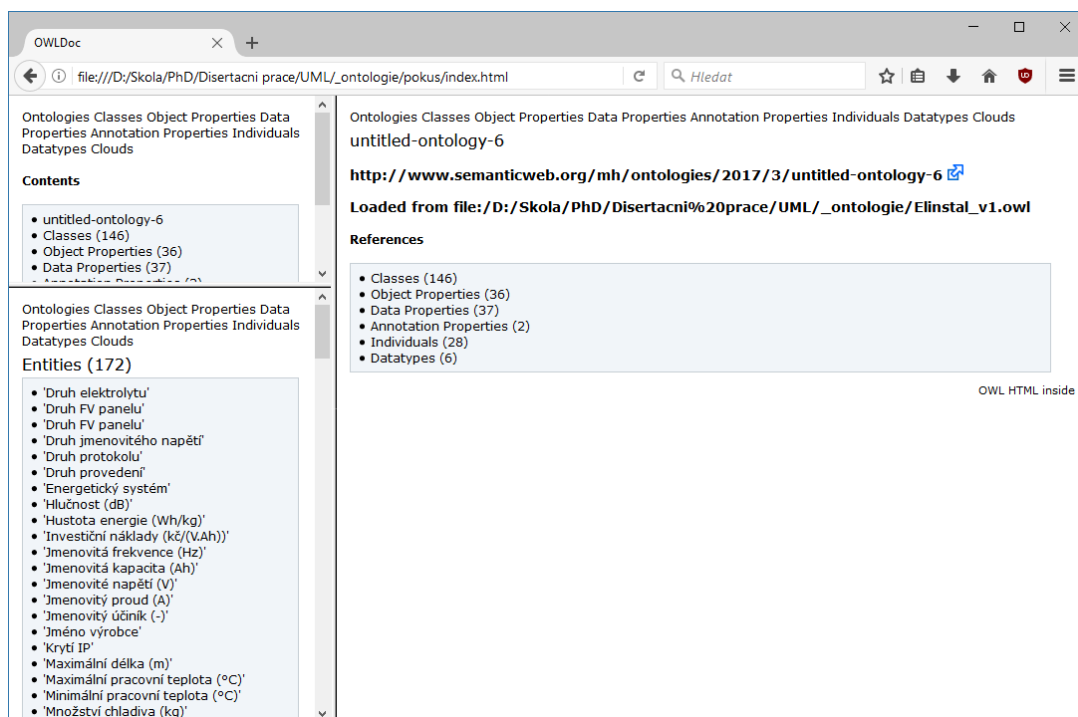 OWLDoc
file:///D:/Skola/PhD/Disertacni prace/UML/_ontologie/pokus/index.html
Hledat
Ontologies Classes Object Properties Data
Properties Annotation Properties Individuals
Datatypes Clouds
Contents
• untitled-ontology-6
• Classes (146)
• Object Properties (36)
• Data Properties (37)
• Annotation Properties (2)
Ontologies Classes Object Properties Data
Properties Annotation Properties Individuals
Datatypes Clouds
Entities (172)
• 'Druh elektrolytu'
• 'Druh FV panelu'
• 'Druh FV panelu'
• 'Druh jmenovitého napětí'
• 'Druh protokolu'
• 'Druh provedení'
• 'Energetický systém'
• 'Hlučnost (dB)'
• 'Hustota energie (Wh/kg)'
• 'Investiční náklady (kč/(V.Ah))'
• 'Jmenovitá frekvence (Hz)'
• 'Jmenovitá kapacita (Ah)'
• 'Jmenovité napětí (V)'
• 'Jmenovitý proud (A)'
• 'Jmenovitý účiník (-)'
• 'Jméno výrobce'
• 'Krytí IP'
• 'Maximální délka (m)'
• 'Maximální pracovní teplota (°C)'
• 'Minimální pracovní teplota (°C)'
• 'Množství chladiva (kg)'
Ontologies Classes Object Properties Data Properties Annotation Properties Individuals Datatypes Clouds
untitled-ontology-6
http://www.semanticweb.org/mh/ontologies/2017/3/untitled-ontology-6
Loaded from file:/D:/Skola/PhD/Disertacni%20prace/UML/_ontologie/Elinstal_v1.owl
References
• Classes (146)
• Object Properties (36)
• Data Properties (37)
• Annotation Properties (2)
• Individuals (28)
• Datatypes (6)
OWL HTML inside